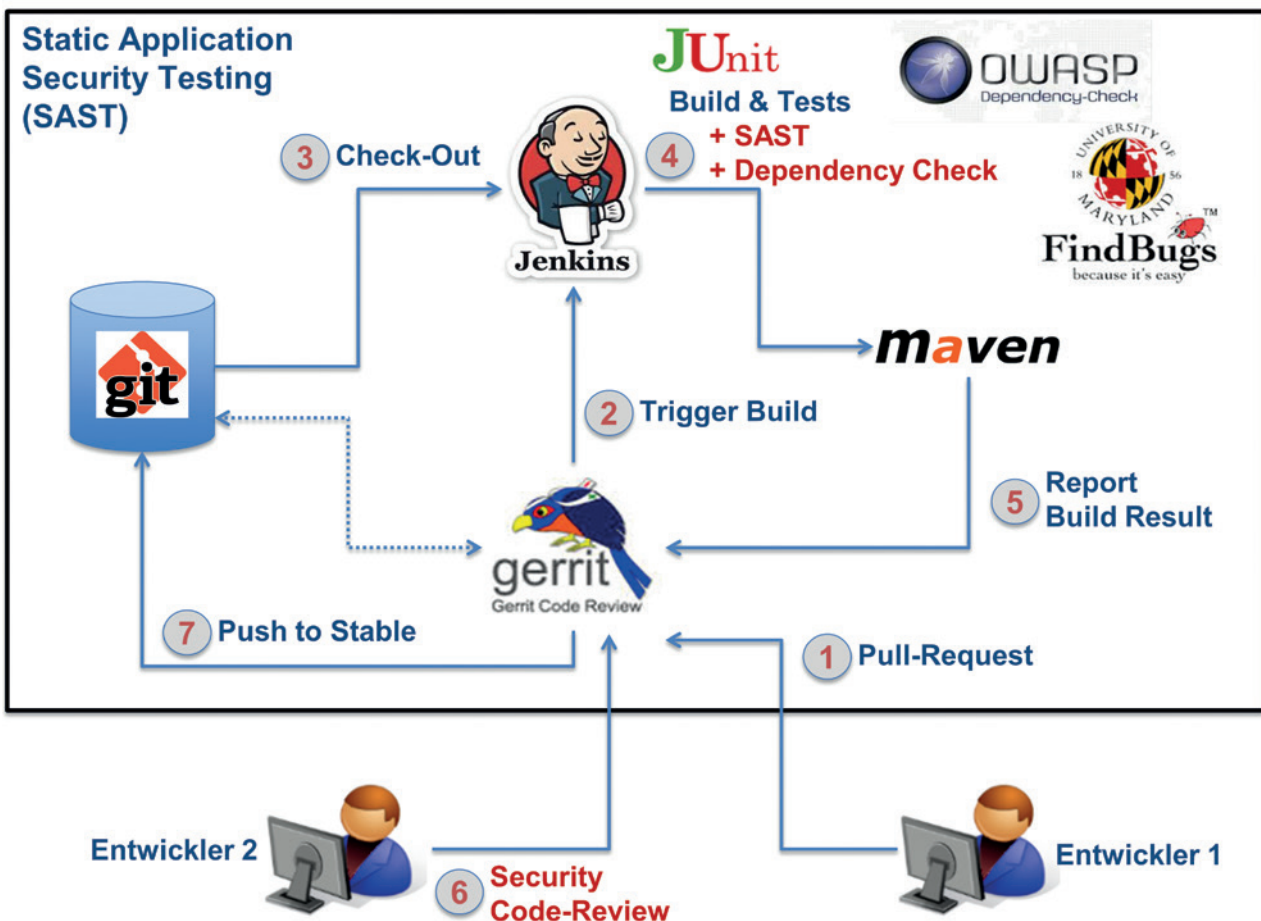 Static Application
Security Testing
(SAST)
JUnit
Build & Tests
+ SAST
+ Dependency Check
OWASP
Dependency-Check
UNIVERSITY OF
18 56
MARYLAND
FindBugs™
because it's easy
3 Check-Out
4
Jenkins
git
maven
2 Trigger Build
5 Report
Build Result
gerrit
Gerrit Code Review
7 Push to Stable
1 Pull-Request
Entwickler 2
6 Security
Code-Review
Entwickler 1